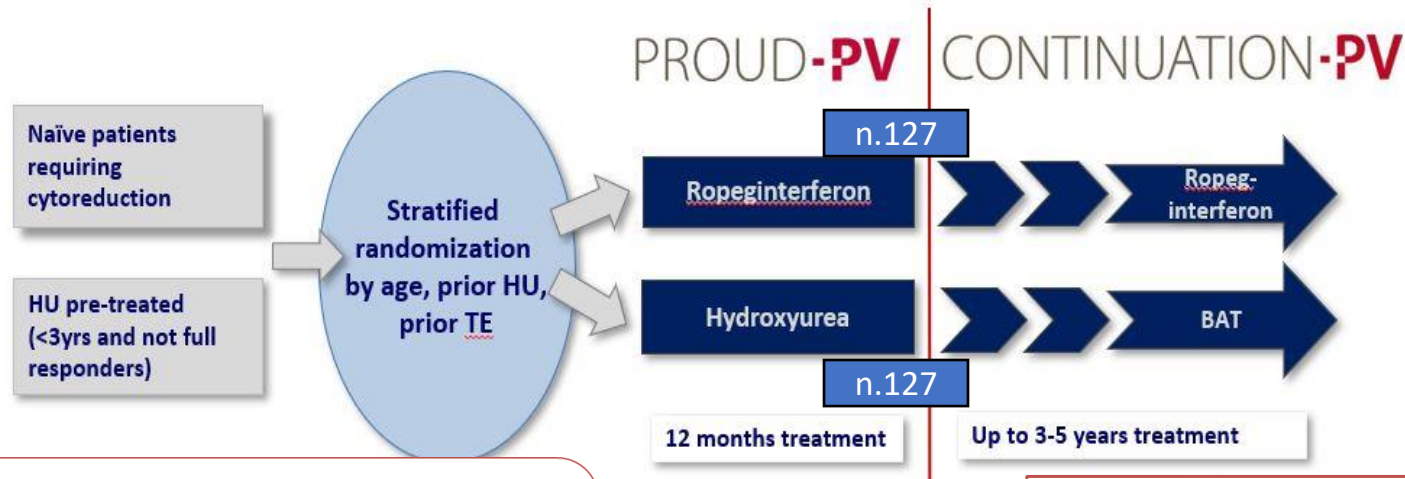 PROUD-PV
CONTINUATION-PV
Naïve patients
requiring
cytoreduction
HU pre-treated
(<3yrs and not full
responders)
Stratified
randomization
by age, prior HU,
prior TE
n.127
Ropeginterferon
Ropeg-
interferon
Hydroxyurea
BAT
n.127
12 months treatment
Up to 3-5 years treatment